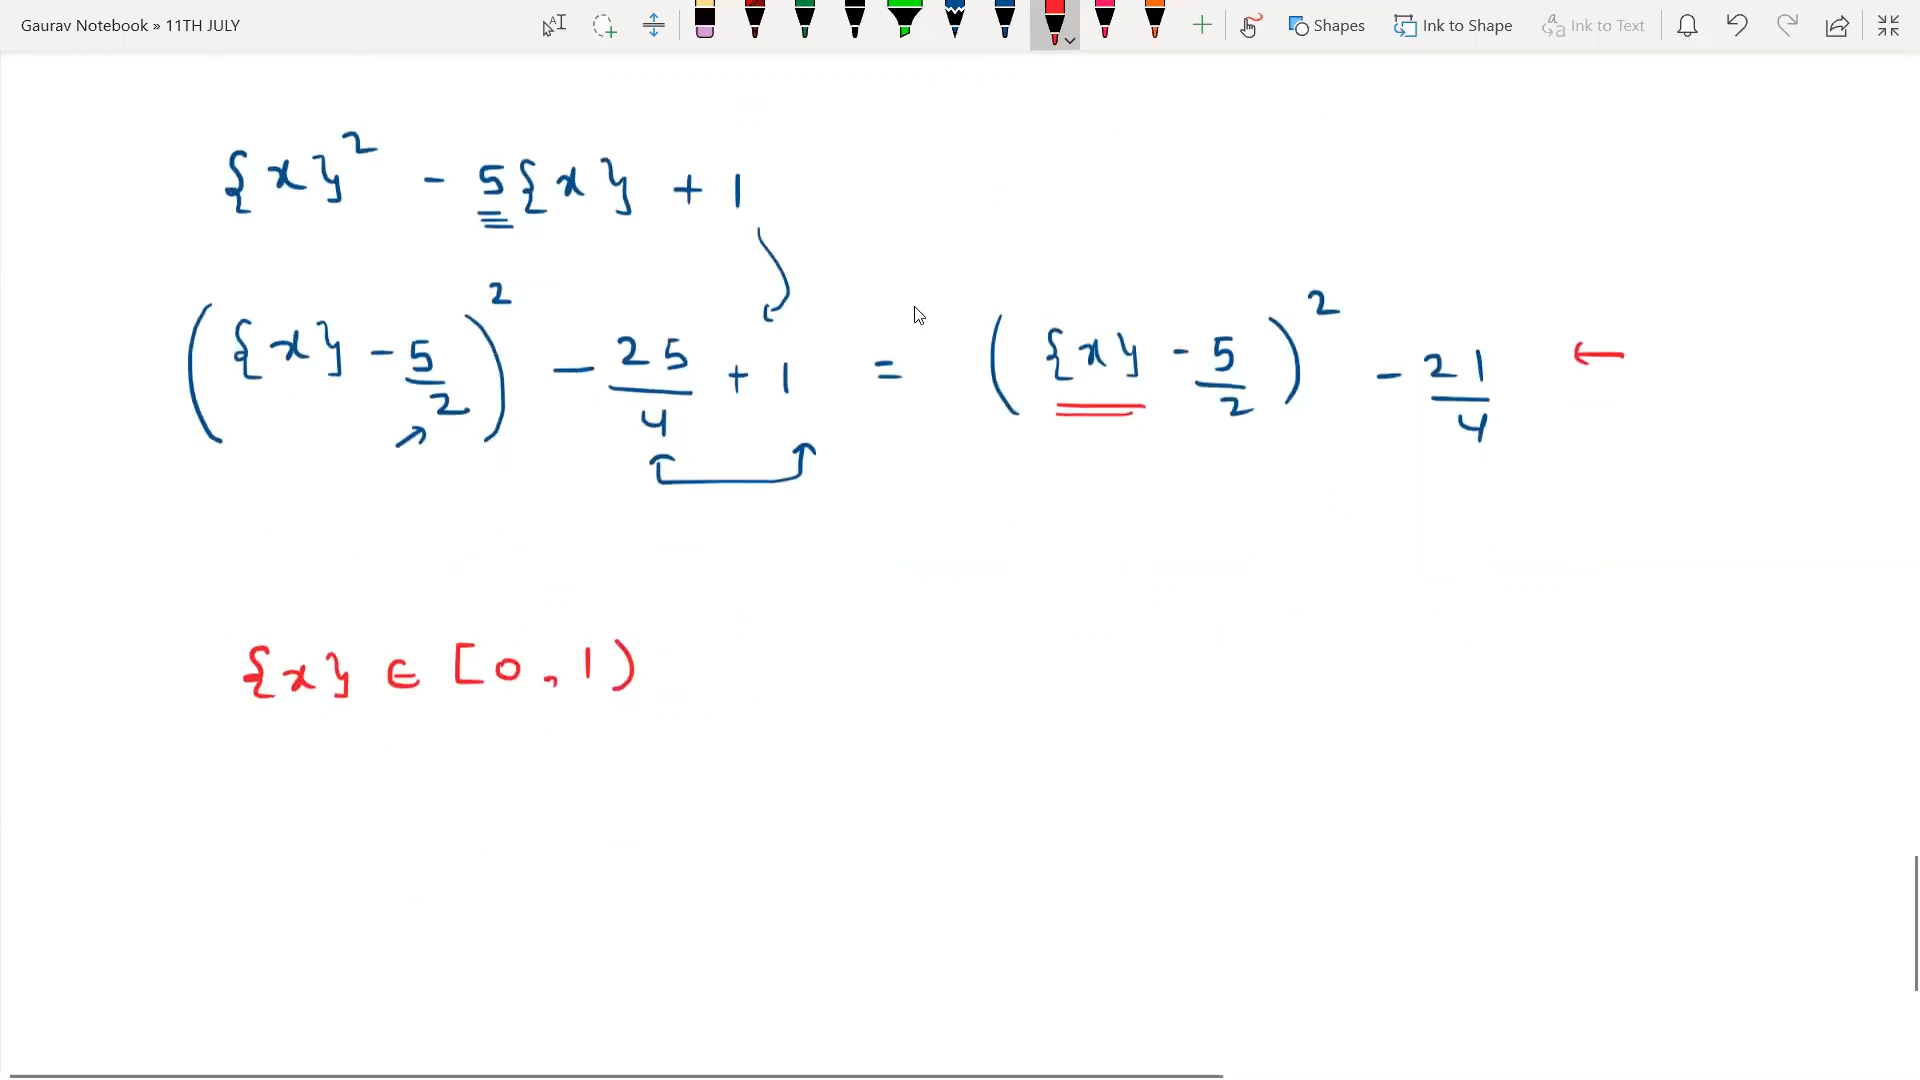 Gaurav Notebook » 11TH JULY Shapes Ink to Shape Ink to Text
{x}² - 5{x} + 1
({x} - 5/2)² - 25/4 + 1 = ({x} - 5/2)² - 21/4 ←
{x} ∈ [0, 1)